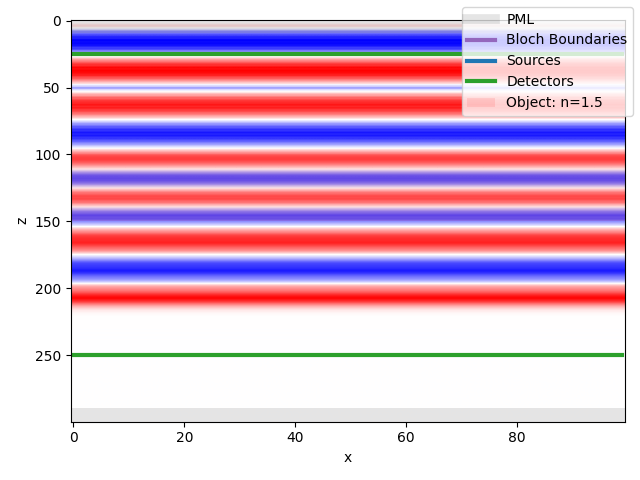 PML
Bloch Boundaries
Sources
Detectors
Object: n=1.5
0
50
100
150
200
250
z
0 20 40 60 80
x